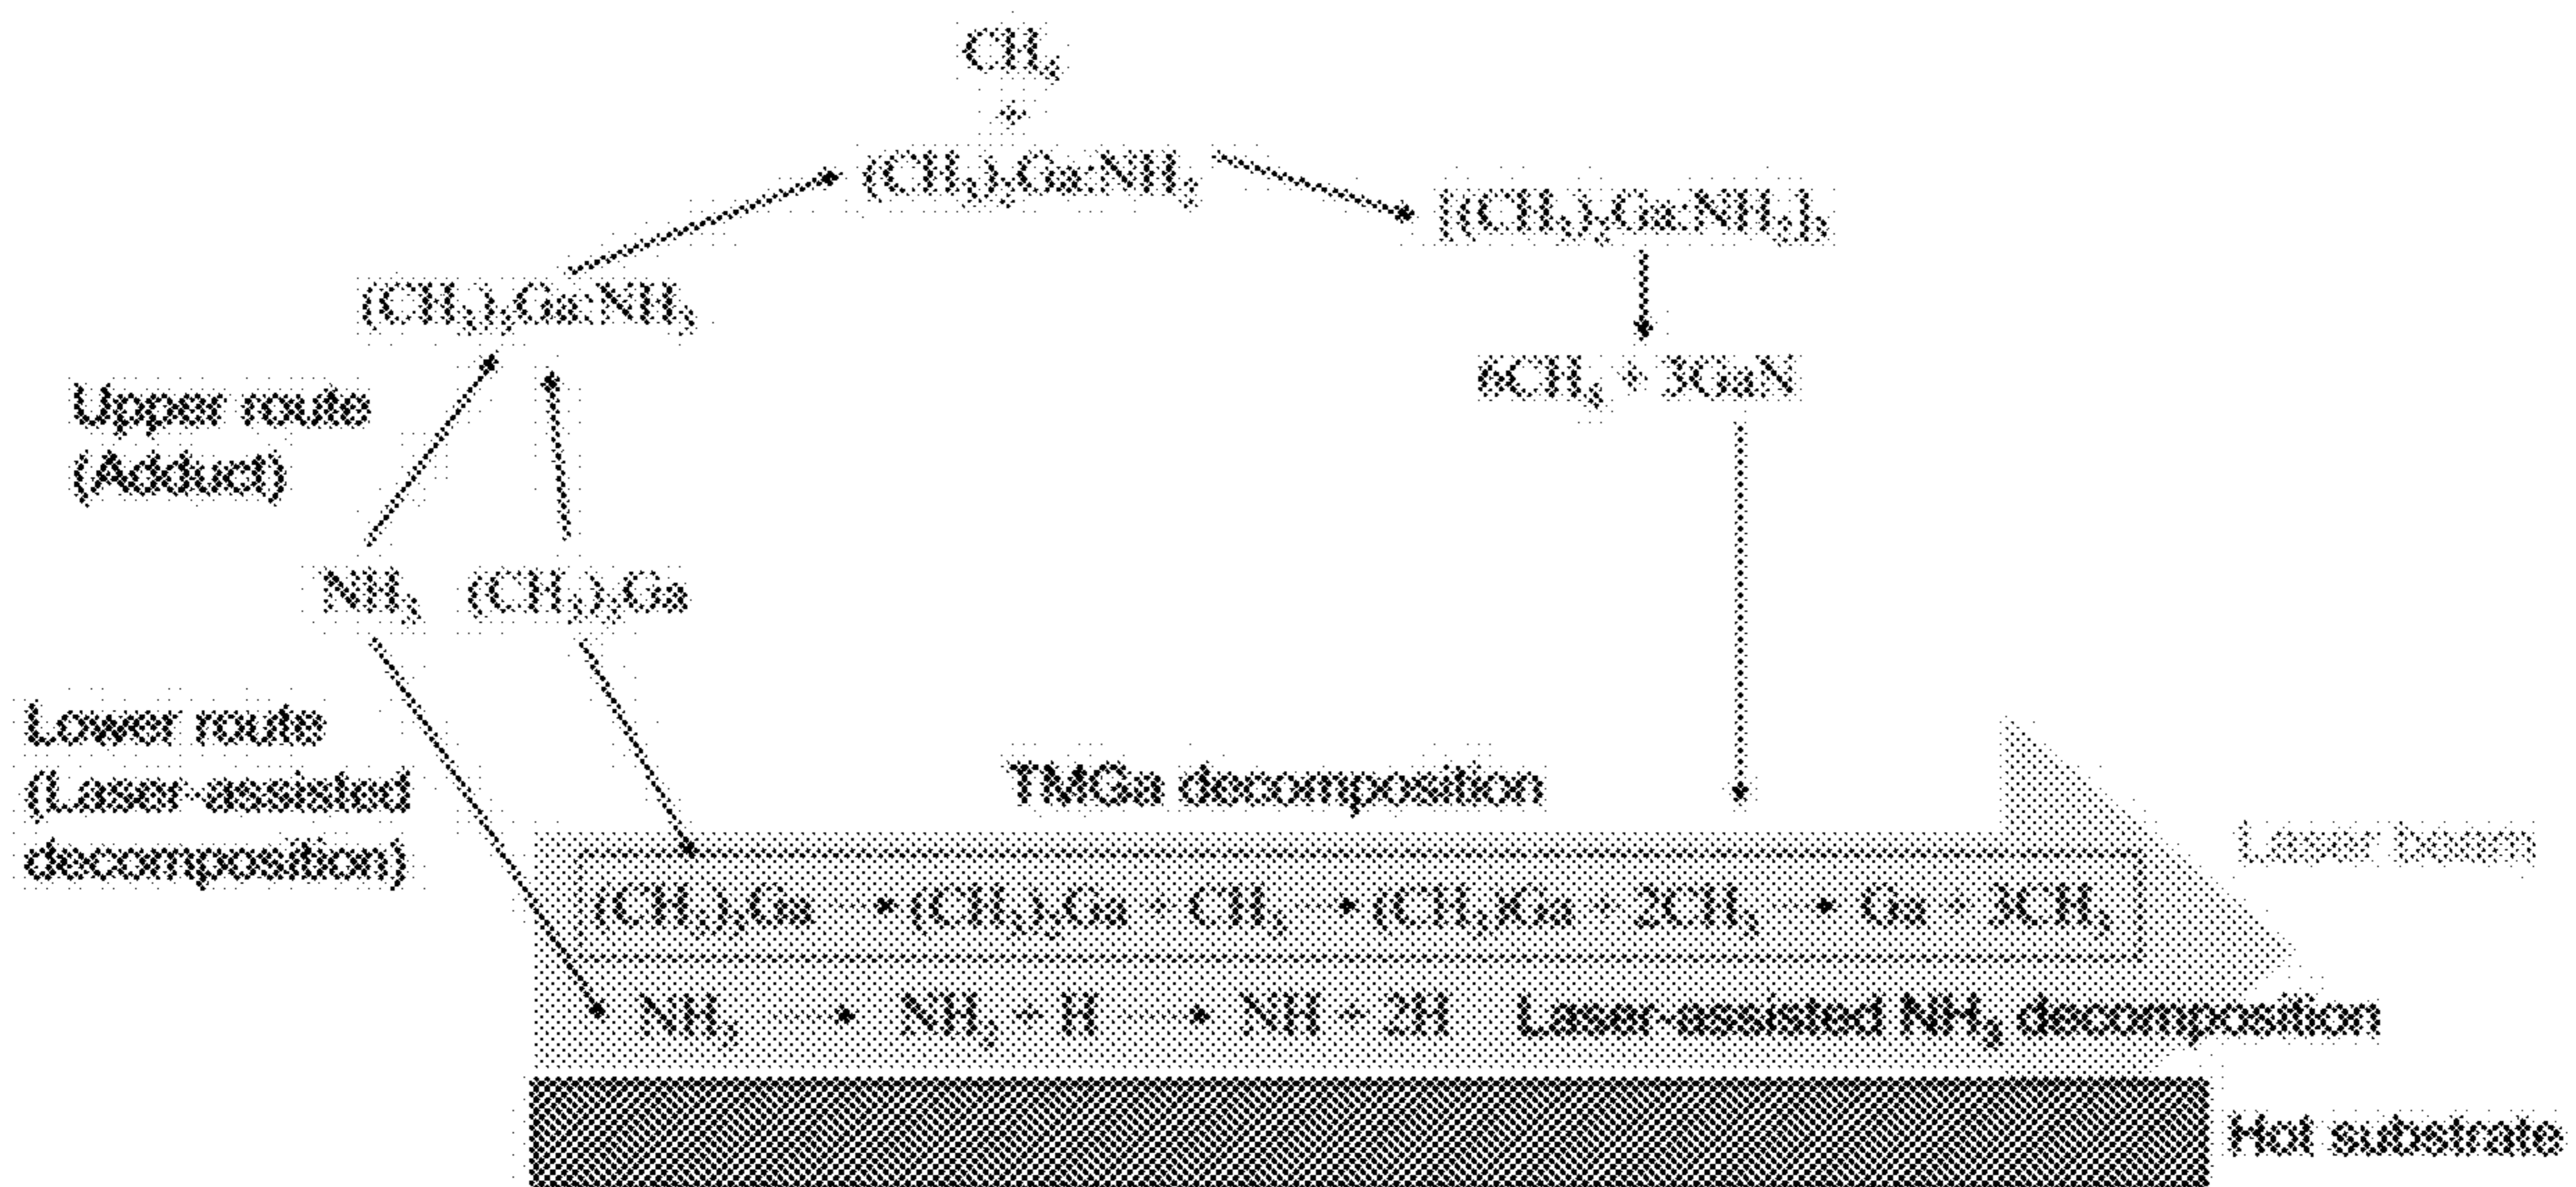 CH₄
+
(CH₃)₂Ga:NH₂
[(CH₃)₂Ga:NH₂]₃
(CH₃)₃Ga:NH₃
6CH₄ + 3GaN
Upper route
(Adduct)
NH₃ (CH₃)₃Ga
Lower route
(Laser-assisted
decomposition)
TMGa decomposition
Laser beam
(CH₃)₃Ga → (CH₃)₂Ga + CH₃ → (CH₃)Ga + 2CH₃ → Ga + 3CH₃
NH₃ → NH₂ + H → NH + 2H Laser-assisted NH₃ decomposition
Hot substrate